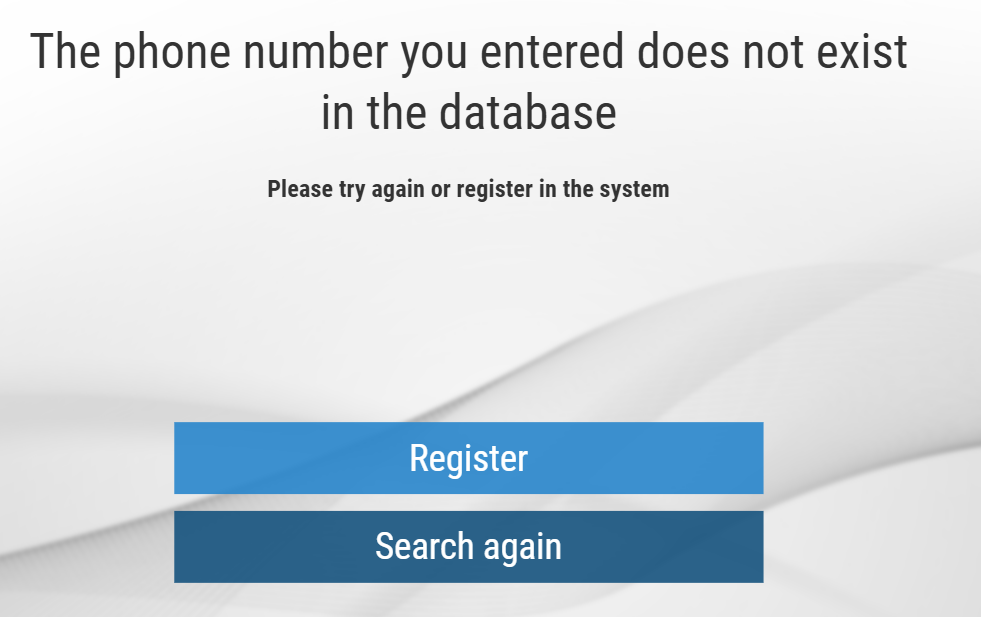 The phone number you entered does not exist
in the database
Please try again or register in the system
Register
Search again